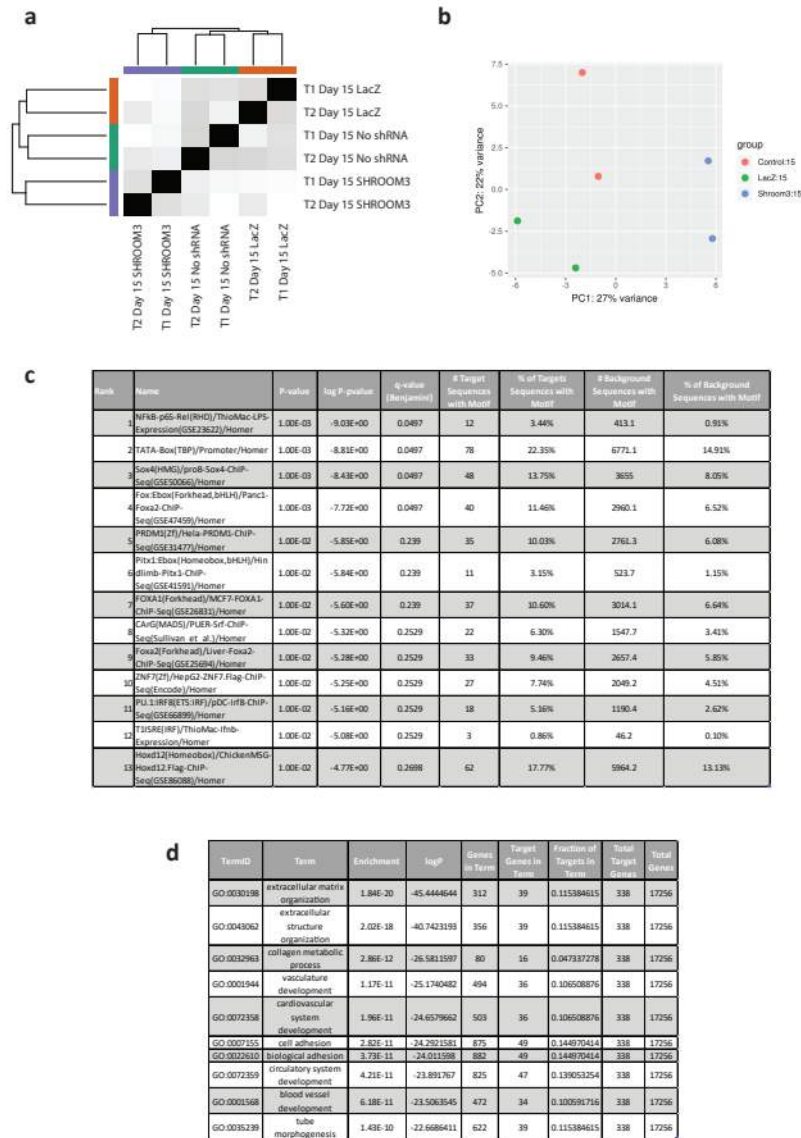 a
T1 Day 15 LacZ
T2 Day 15 LacZ
T1 Day 15 No shRNA
T2 Day 15 No shRNA
T1 Day 15 SHROOM3
T2 Day 15 SHROOM3
T2 Day 15 SHROOM3
T1 Day 15 SHROOM3
T2 Day 15 No shRNA
T1 Day 15 No shRNA
T2 Day 15 LacZ
T1 Day 15 LacZ
b
7.5
5.0
2.5
0.0
-2.5
-5.0
PC2: 22% variance
-6 -3 0 3 6
PC1: 27% variance
group
Control:15
LacZ:15
Shroom3:15
c
Rank Name P-value log P-pvalue q-value (Benjamini) # Target Sequences with Motif % of Targets Sequences with Motif # Background Sequences with Motif % of Background Sequences with Motif
1 NFkB-p65-Rel(RHD)/ThioMac-LPS-Expression(GSE23622)/Homer 1.00E-03 -9.03E+00 0.0497 12 3.44% 413.1 0.91%
2 TATA-Box(TBP)/Promoter/Homer 1.00E-03 -8.81E+00 0.0497 78 22.35% 6771.1 14.91%
3 Sox4(HMG)/proB-Sox4-ChIP-Seq(GSE50066)/Homer 1.00E-03 -8.43E+00 0.0497 48 13.75% 3655 8.05%
4 Fox:Ebox(Forkhead,bHLH)/Panc1-Foxa2-ChIP-Seq(GSE47459)/Homer 1.00E-03 -7.72E+00 0.0497 40 11.46% 2960.1 6.52%
5 PRDM1(Zf)/Hela-PRDM1-ChIP-Seq(GSE31477)/Homer 1.00E-02 -5.85E+00 0.239 35 10.03% 2761.3 6.08%
6 Pitx1:Ebox(Homeobox,bHLH)/Hindlimb-Pitx1-ChIP-Seq(GSE41591)/Homer 1.00E-02 -5.84E+00 0.239 11 3.15% 523.7 1.15%
7 FOXA1(Forkhead)/MCF7-FOXA1-ChIP-Seq(GSE26831)/Homer 1.00E-02 -5.60E+00 0.239 37 10.60% 3014.1 6.64%
8 CArG(MADS)/PUER-Srf-ChIP-Seq(Sullivan_et_al.)/Homer 1.00E-02 -5.32E+00 0.2529 22 6.30% 1547.7 3.41%
9 Foxa2(Forkhead)/Liver-Foxa2-ChIP-Seq(GSE25694)/Homer 1.00E-02 -5.28E+00 0.2529 33 9.46% 2657.4 5.85%
10 ZNF7(Zf)/HepG2-ZNF7.Flag-ChIP-Seq(Encode)/Homer 1.00E-02 -5.25E+00 0.2529 27 7.74% 2049.2 4.51%
11 PU.1:IRF8(ETS:IRF)/pDC-Irf8-ChIP-Seq(GSE66899)/Homer 1.00E-02 -5.16E+00 0.2529 18 5.16% 1190.4 2.62%
12 T1ISRE(IRF)/ThioMac-Ifnb-Expression/Homer 1.00E-02 -5.08E+00 0.2529 3 0.86% 46.2 0.10%
13 Hoxd12(Homeobox)/ChickenMSG-Hoxd12.Flag-ChIP-Seq(GSE86088)/Homer 1.00E-02 -4.77E+00 0.2698 62 17.77% 5964.2 13.13%
d
TermID Term Enrichment logP Genes in Term Target Genes in Term Fraction of Targets in Term Total Target Genes Total Genes
GO:0030198 extracellular matrix organization 1.84E-20 -45.4444644 312 39 0.115384615 338 17256
GO:0043062 extracellular structure organization 2.02E-18 -40.7423193 356 39 0.115384615 338 17256
GO:0032963 collagen metabolic process 2.86E-12 -26.5811597 80 16 0.047337278 338 17256
GO:0001944 vasculature development 1.17E-11 -25.1740482 494 36 0.106508876 338 17256
GO:0072358 cardiovascular system development 1.96E-11 -24.6579662 503 36 0.106508876 338 17256
GO:0007155 cell adhesion 2.82E-11 -24.2921581 875 49 0.144970414 338 17256
GO:0022610 biological adhesion 3.73E-11 -24.011598 882 49 0.144970414 338 17256
GO:0072359 circulatory system development 4.21E-11 -23.891767 825 47 0.139053254 338 17256
GO:0001568 blood vessel development 6.18E-11 -23.5063545 472 34 0.100591716 338 17256
GO:0035239 tube morphogenesis 1.43E-10 -22.6686411 622 39 0.115384615 338 17256